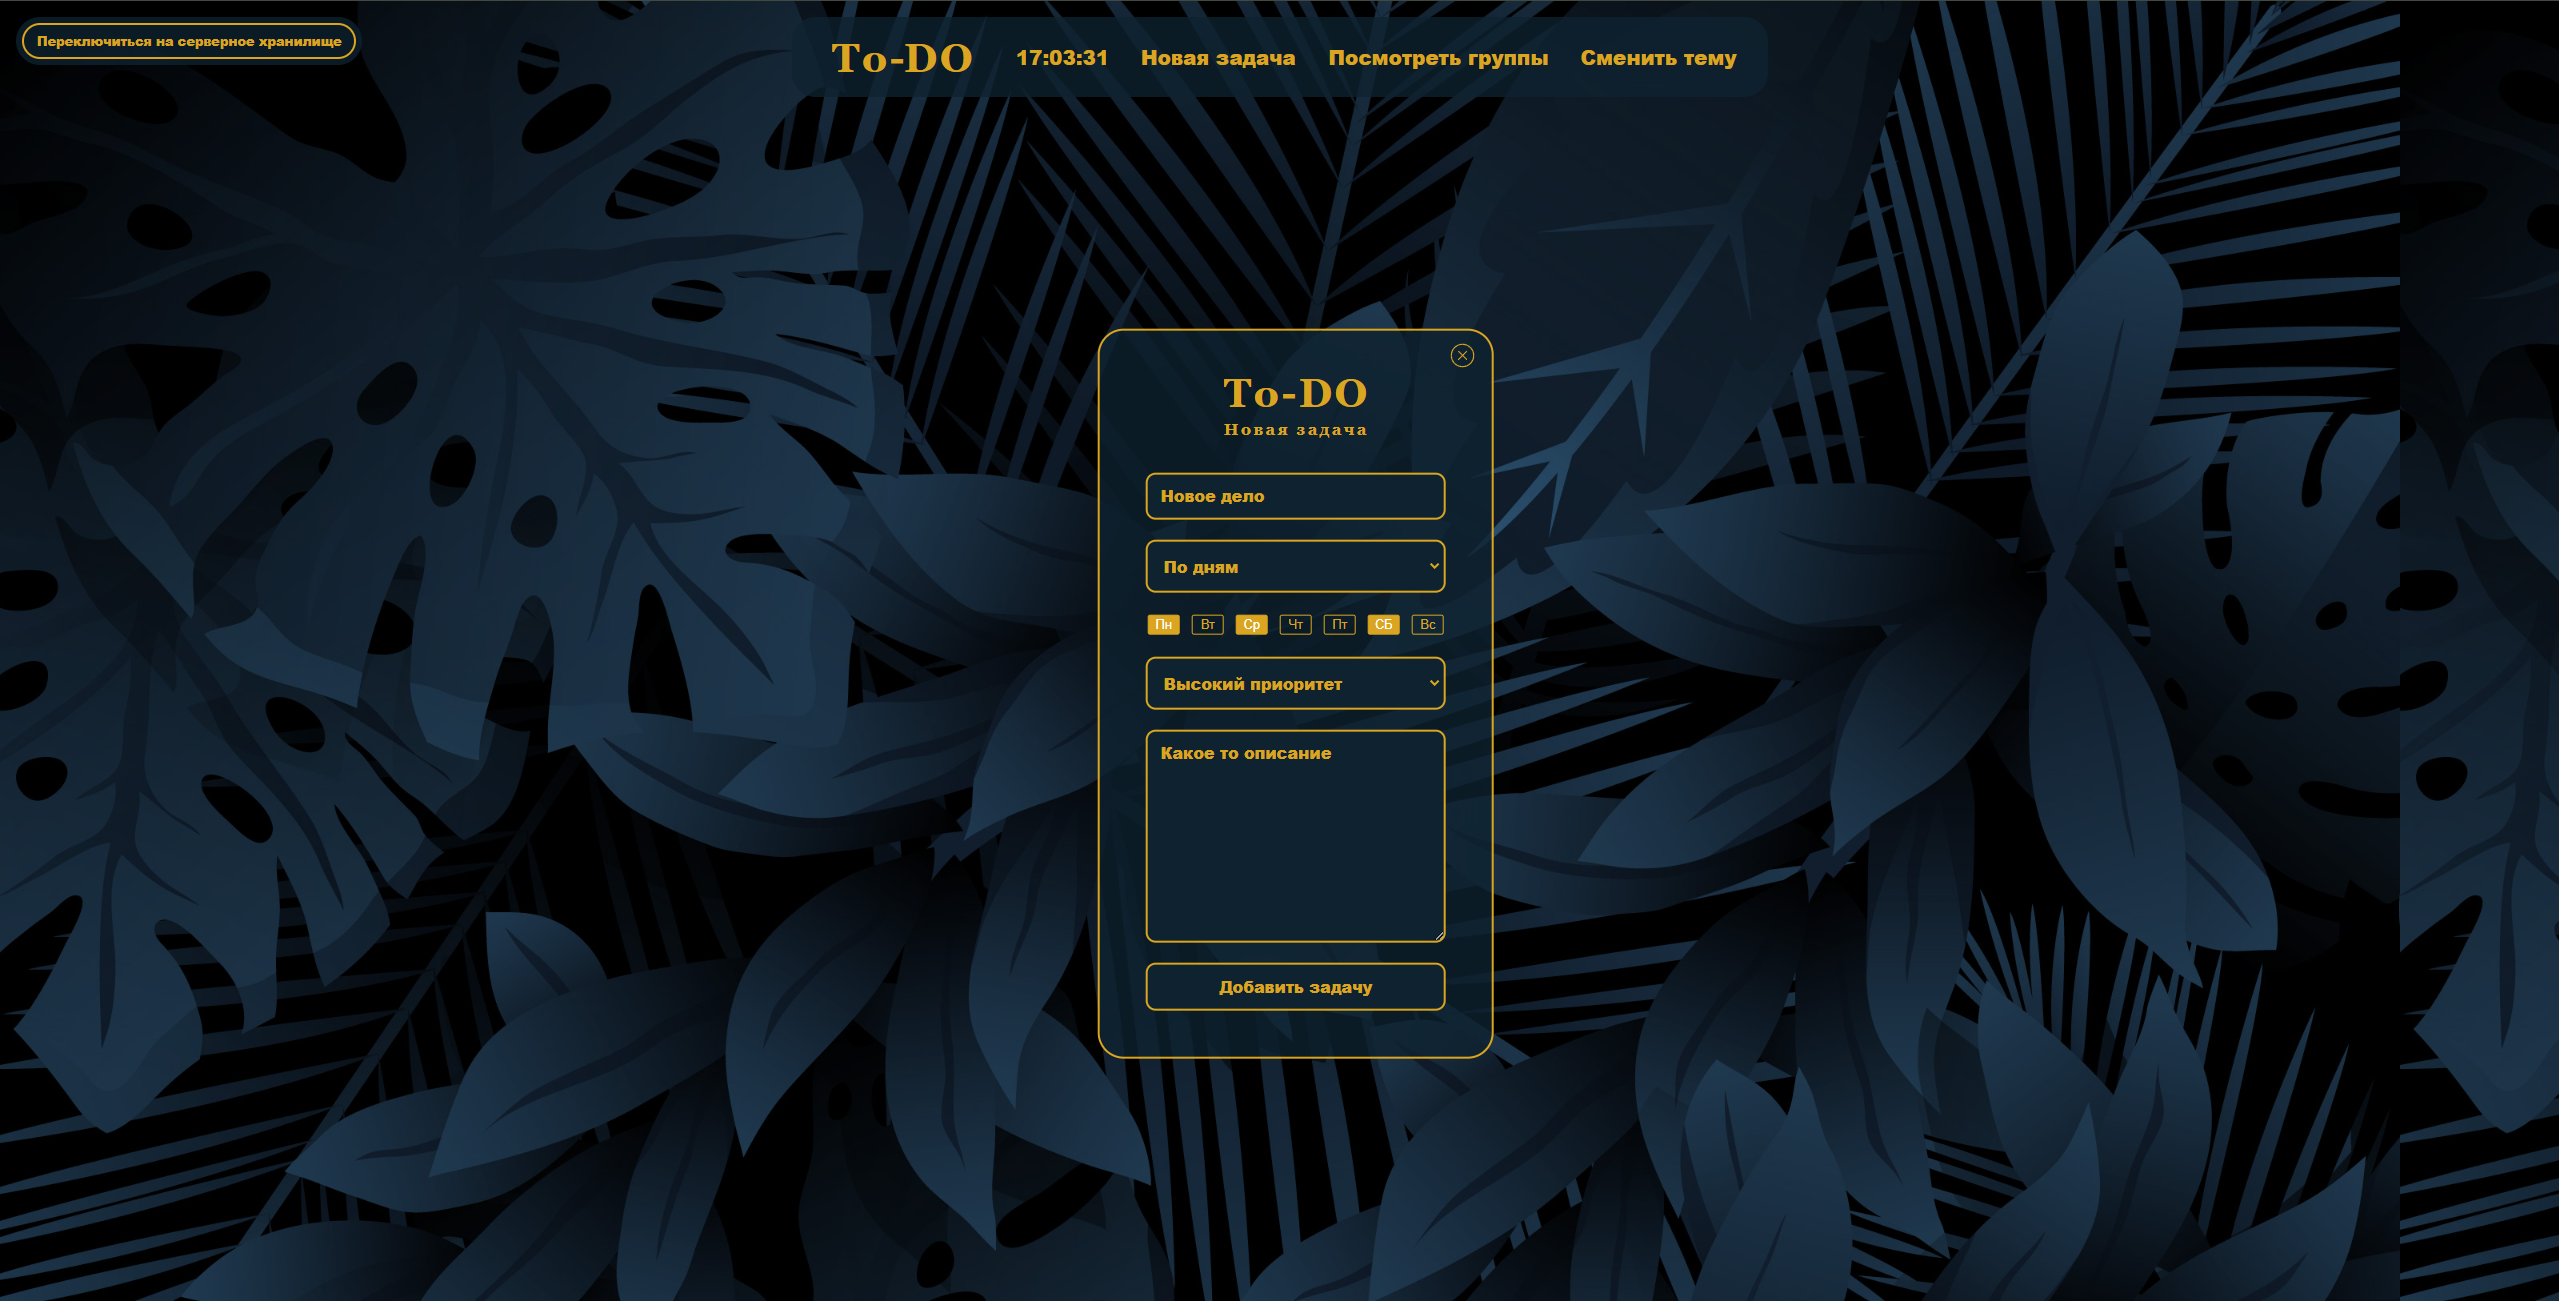 Переключиться на серверное хранилище
To-DO 17:03:31 Новая задача Посмотреть группы Сменить тему
To-DO
Новая задача
Новое дело
По дням
Пн Вт Ср Чт Пт СБ Вс
Высокий приоритет
Какое то описание
Добавить задачу